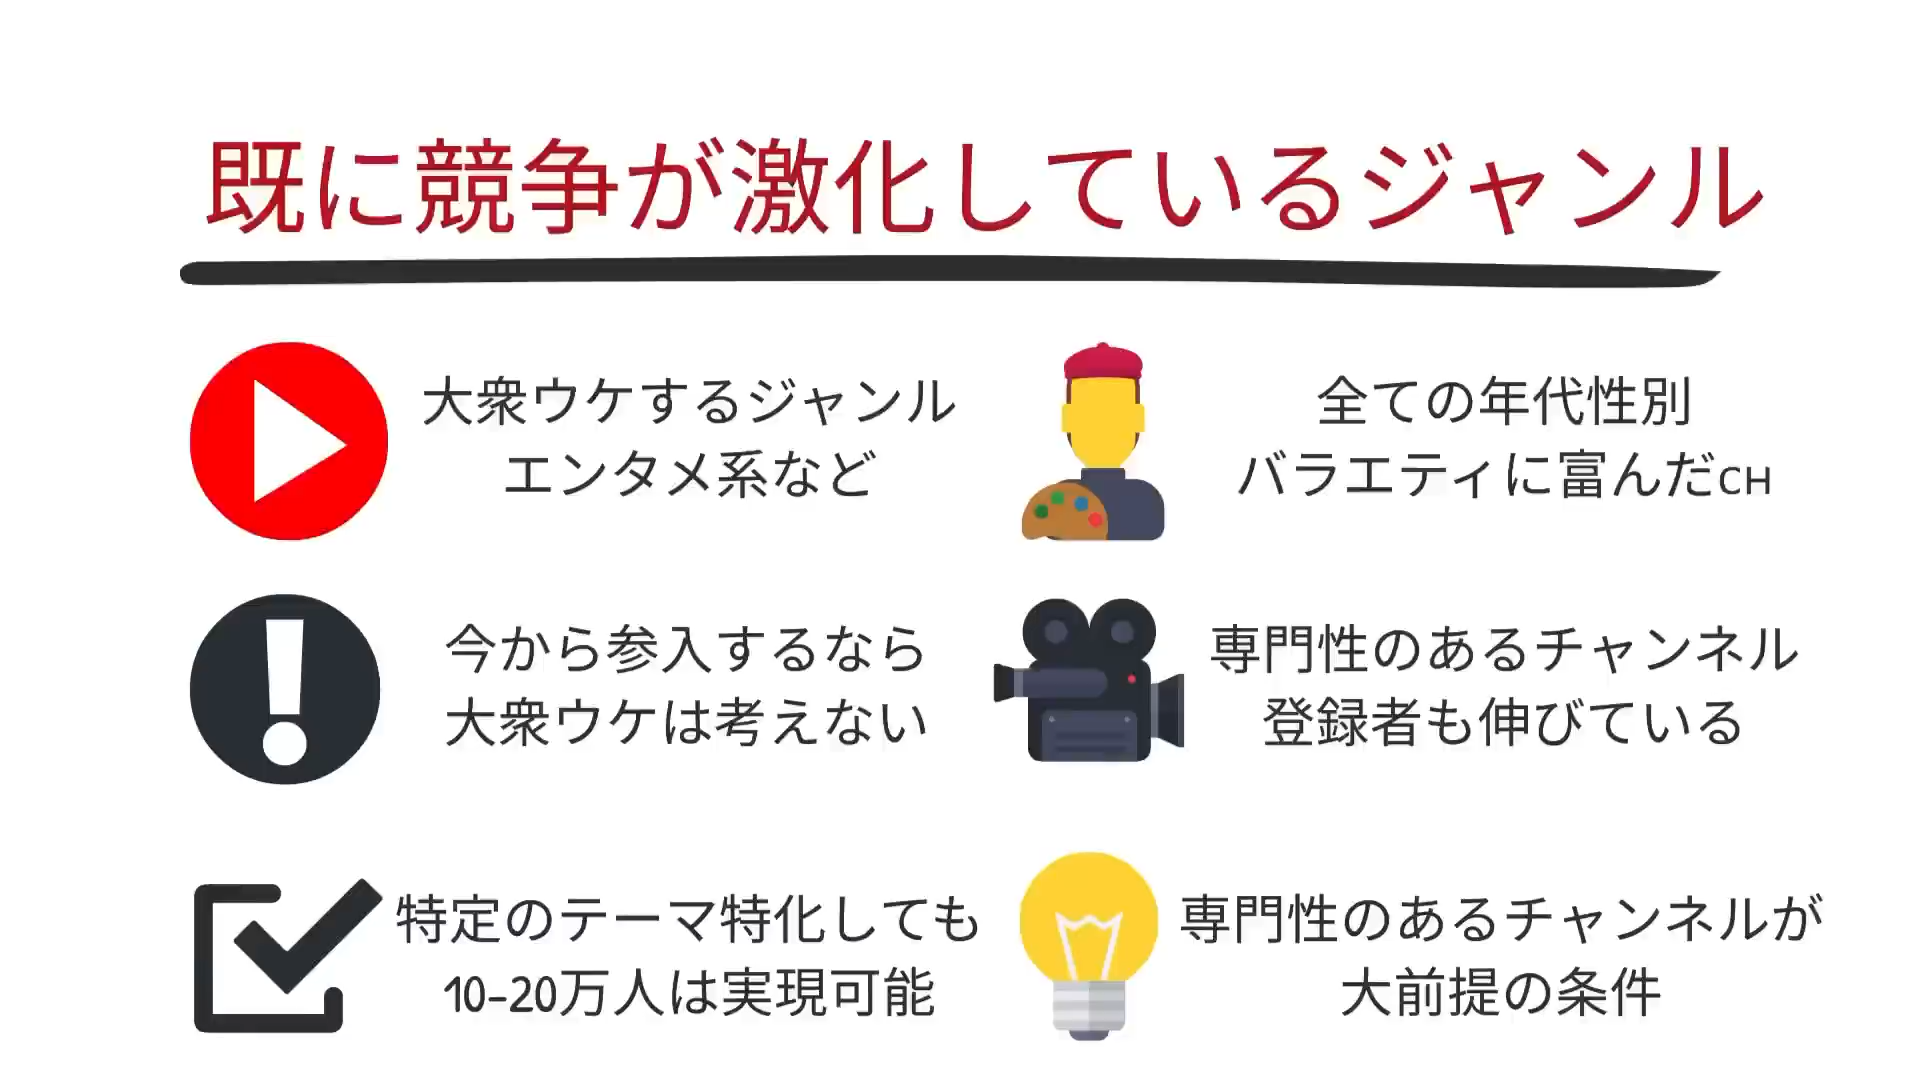 既に競争が激化しているジャンル
大衆ウケするジャンル
エンタメ系など
全ての年代性別
バラエティに富んだCH
今から参入するなら
大衆ウケは考えない
専門性のあるチャンネル
登録者も伸びている
特定のテーマ特化しても
10-20万人は実現可能
専門性のあるチャンネルが
大前提の条件